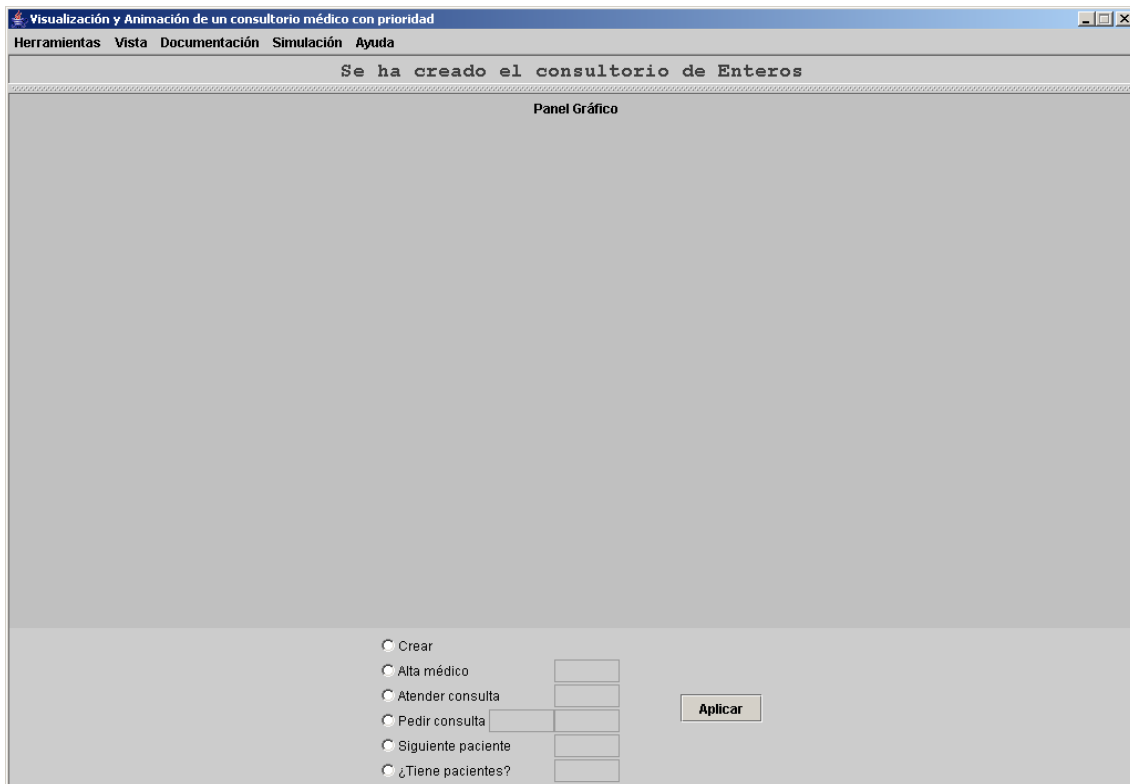 Visualización y Animación de un consultorio médico con prioridad
Herramientas Vista Documentación Simulación Ayuda
Se ha creado el consultorio de Enteros
Panel Gráfico
Crear
Alta médico
Atender consulta
Pedir consulta
Aplicar
Siguiente paciente
¿Tiene pacientes?